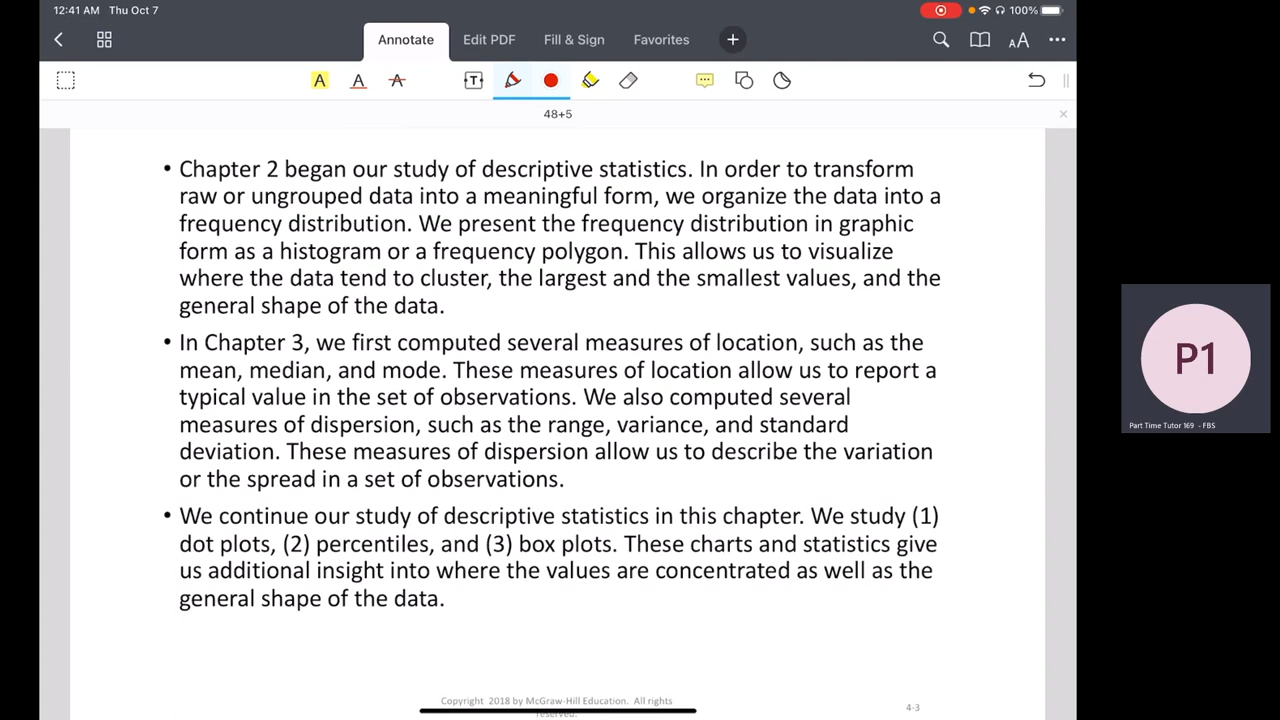 12:41 AM Thu Oct 7
100%
Annotate Edit PDF Fill & Sign Favorites +
AA
A A A T
48+5
• Chapter 2 began our study of descriptive statistics. In order to transform
raw or ungrouped data into a meaningful form, we organize the data into a
frequency distribution. We present the frequency distribution in graphic
form as a histogram or a frequency polygon. This allows us to visualize
where the data tend to cluster, the largest and the smallest values, and the
general shape of the data.
• In Chapter 3, we first computed several measures of location, such as the
mean, median, and mode. These measures of location allow us to report a
typical value in the set of observations. We also computed several
measures of dispersion, such as the range, variance, and standard
deviation. These measures of dispersion allow us to describe the variation
or the spread in a set of observations.
• We continue our study of descriptive statistics in this chapter. We study (1)
dot plots, (2) percentiles, and (3) box plots. These charts and statistics give
us additional insight into where the values are concentrated as well as the
general shape of the data.
Copyright 2018 by McGraw-Hill Education. All rights
reserved.
4-3
P1
Part Time Tutor 169 - FBS